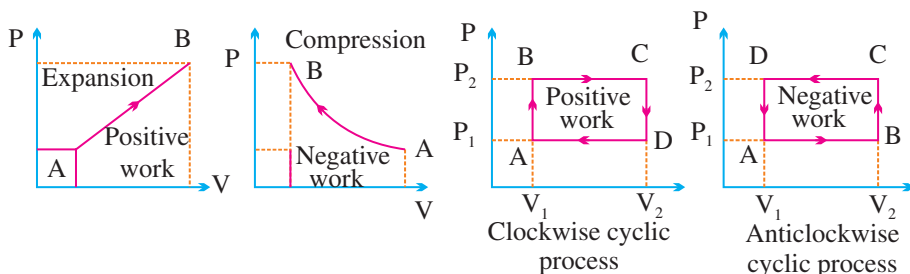 P
B
Expansion
Positive
work
A
V
Compression
P
B
A
Negative
work
V
B
C
P2
Positive
work
P1
A
D
V1
V2
Clockwise cyclic
process
D
C
P2
Negative
work
P1
A
B
V1
V2
Anticlockwise
cyclic process